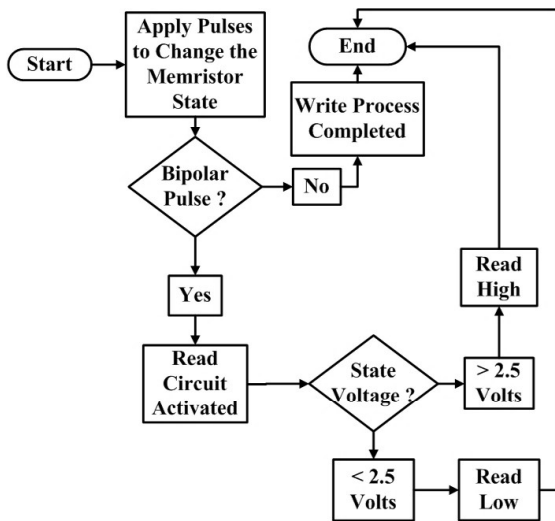 Start
Apply Pulses
to Change the
Memristor
State
End
Write Process
Completed
Bipolar
Pulse ?
No
Yes
Read
Circuit
Activated
State
Voltage ?
> 2.5
Volts
Read
High
< 2.5
Volts
Read
Low